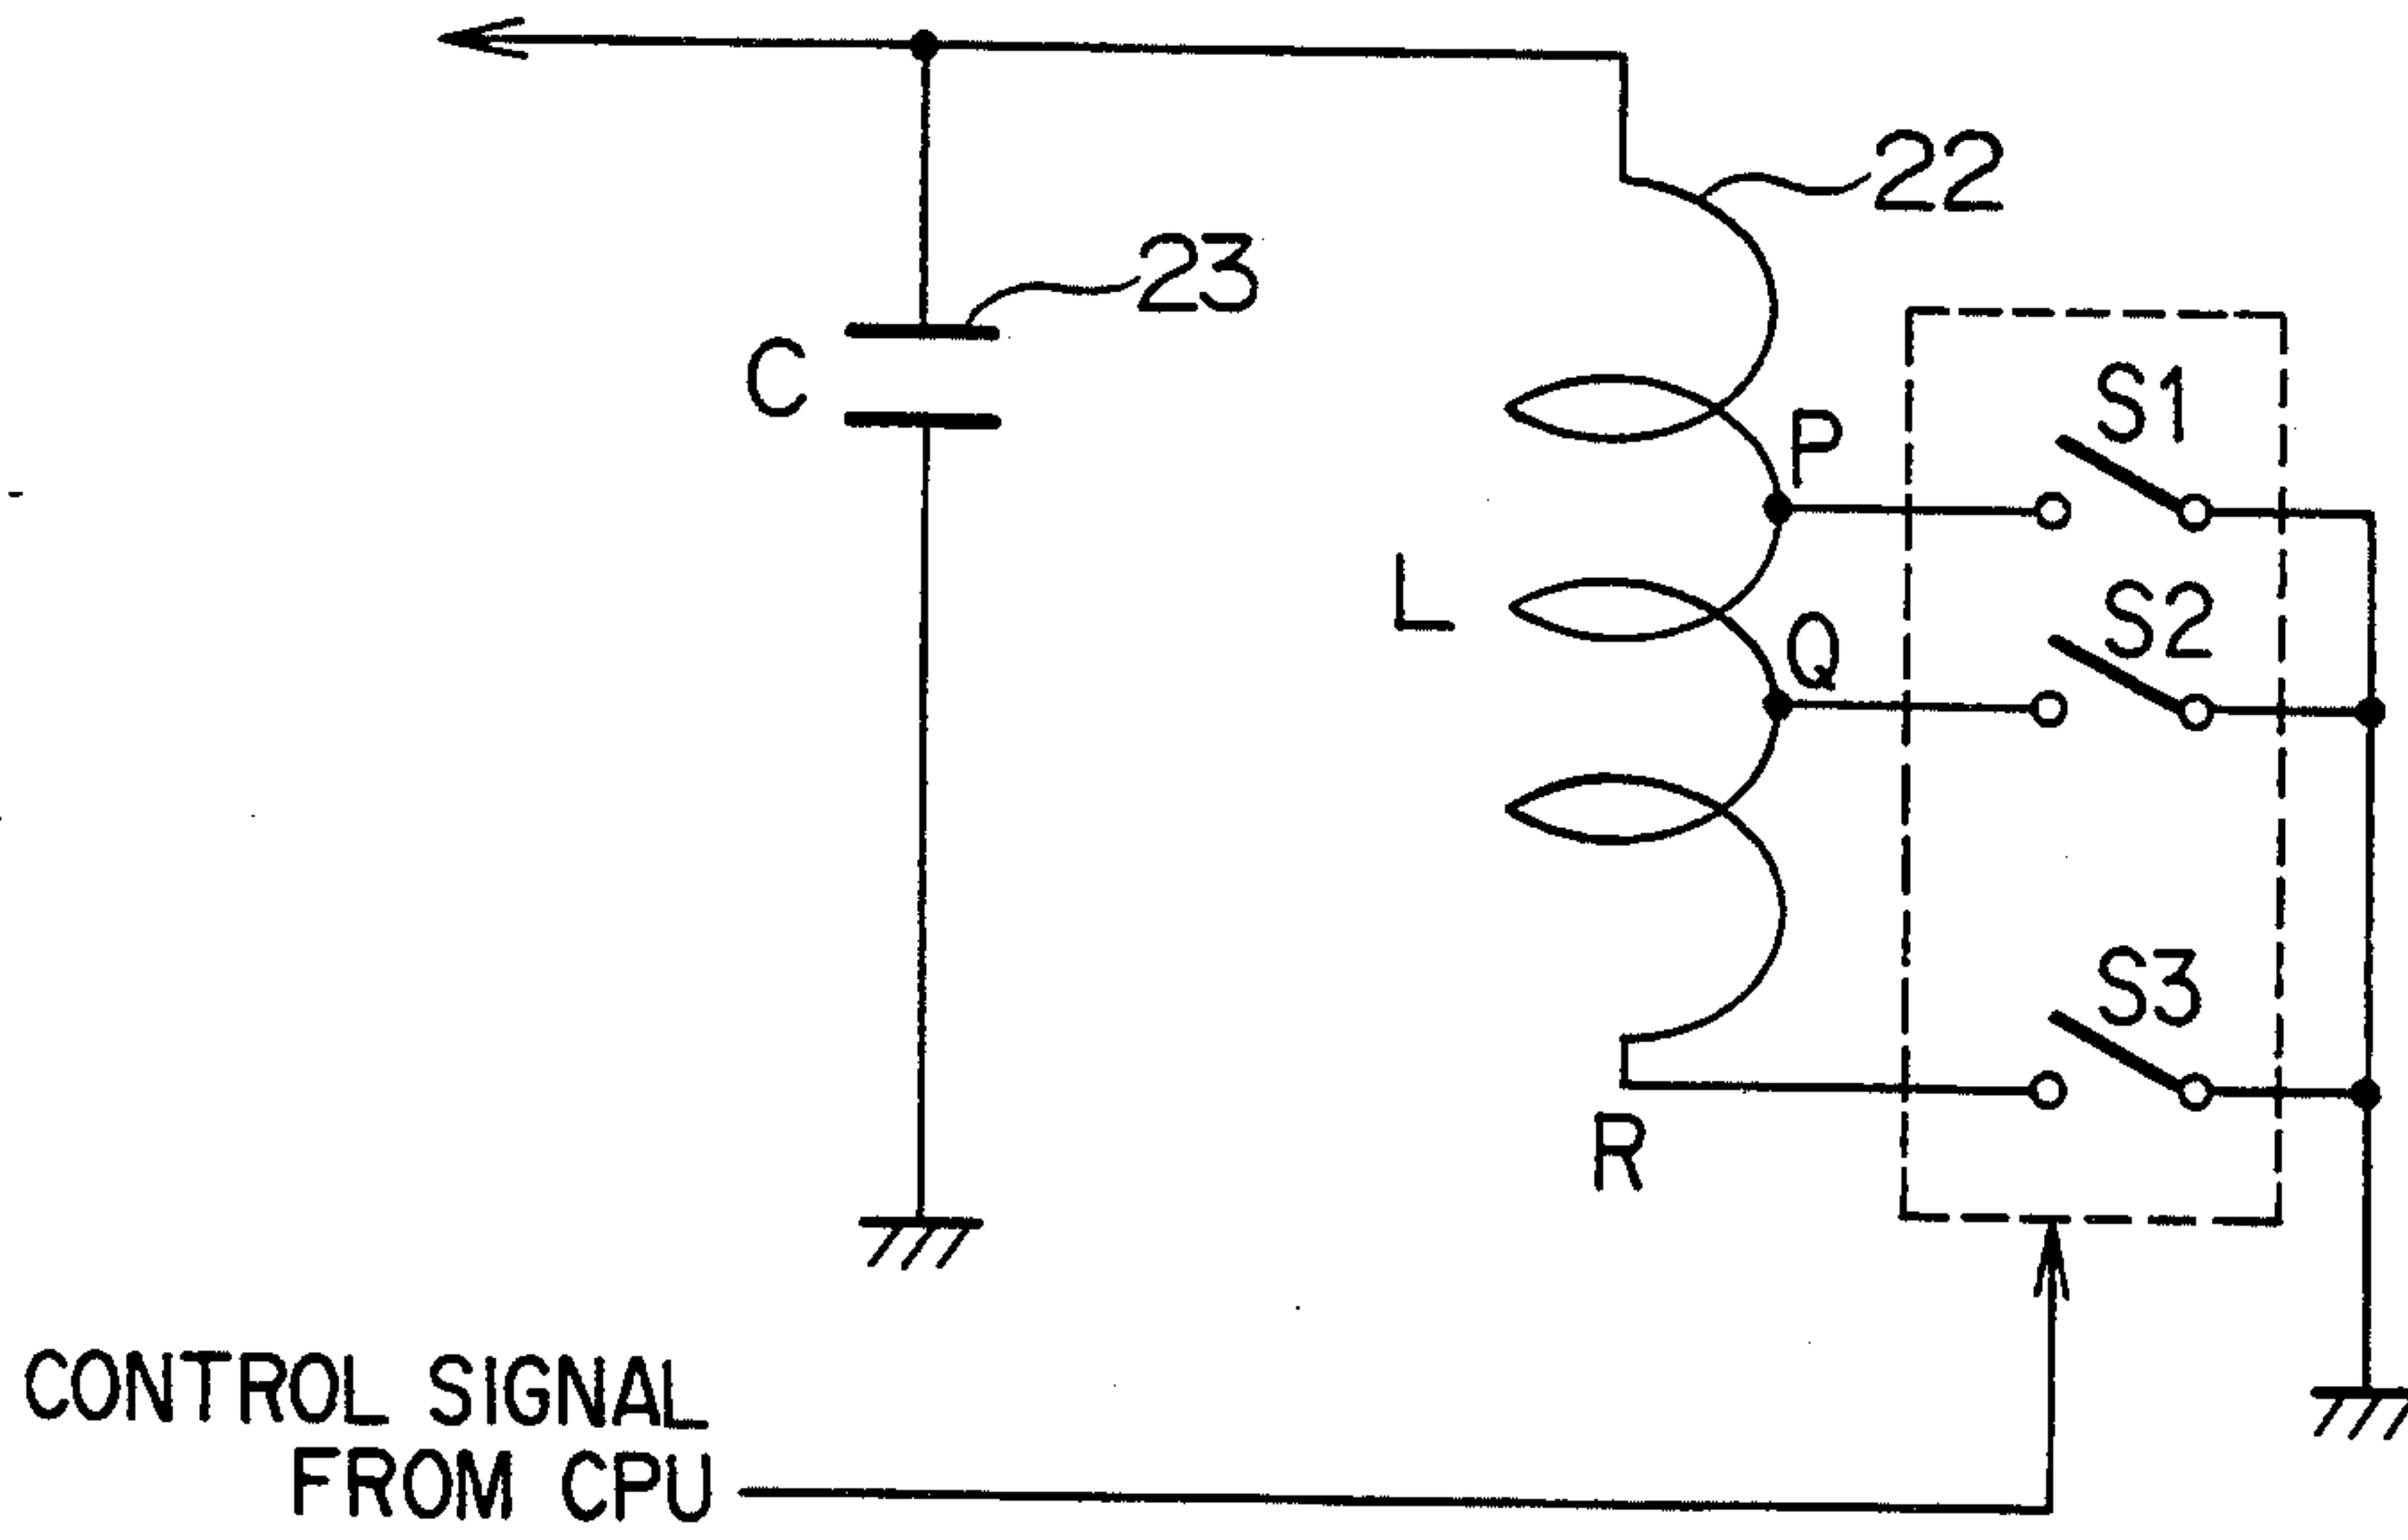 22
23
C
S1
P
L
S2
Q
S3
R
CONTROL SIGNAL
FROM CPU